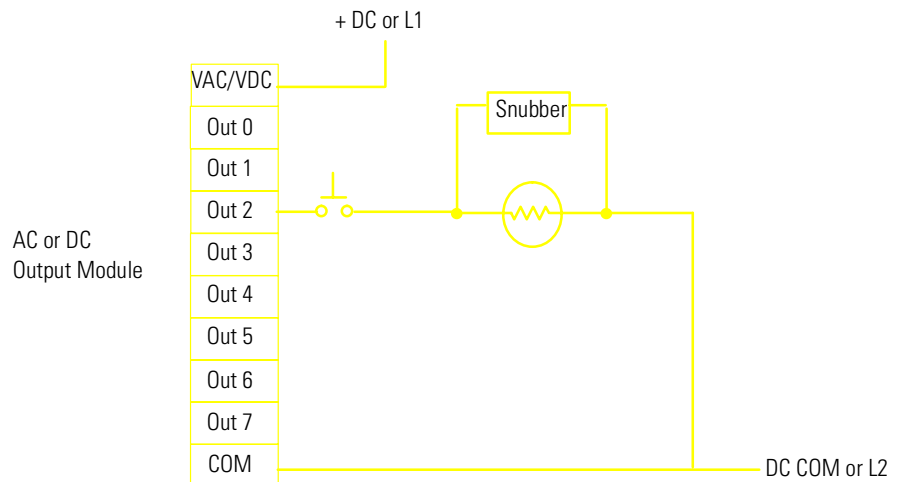 + DC or L1
VAC/VDC
Out 0
Out 1
Out 2
Out 3
Out 4
Out 5
Out 6
Out 7
COM
Snubber
AC or DC
Output Module
DC COM or L2